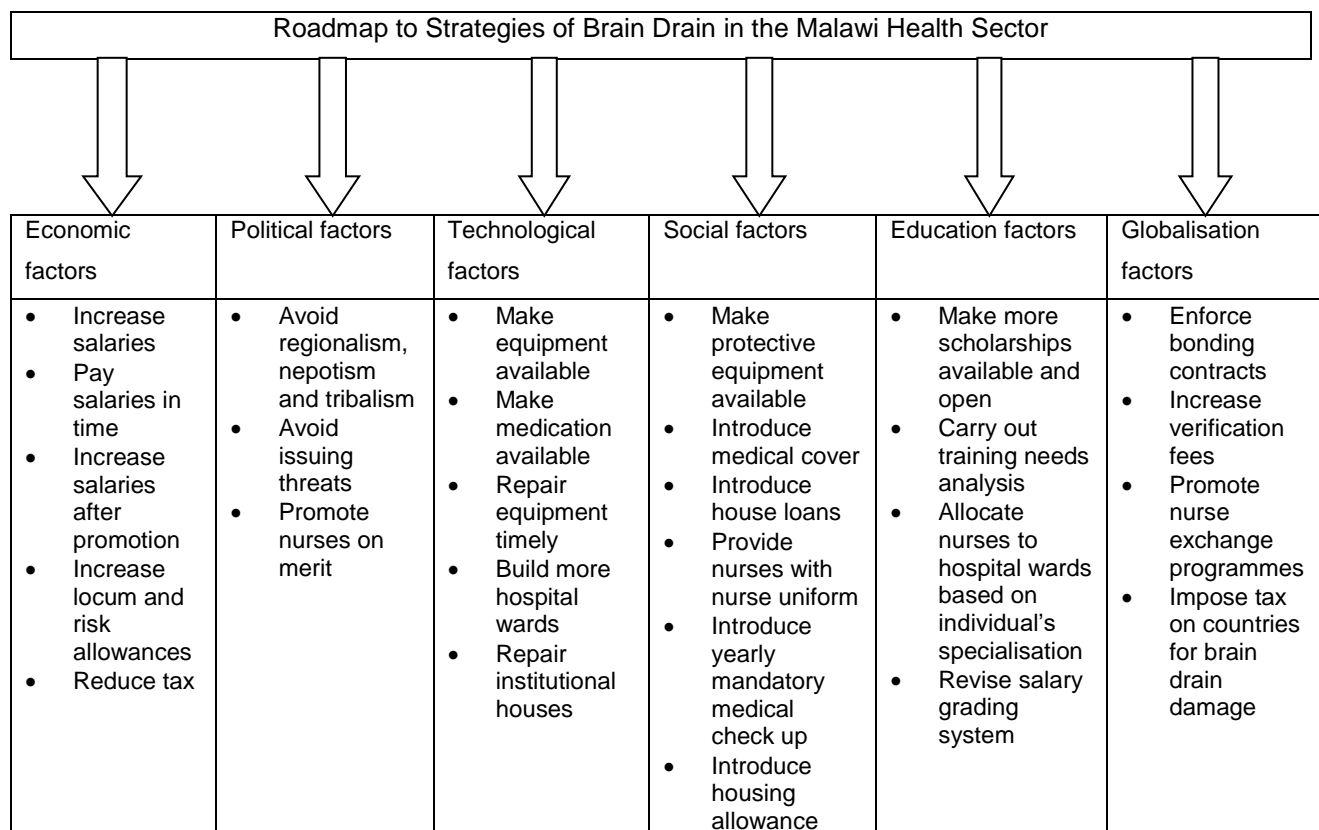 Roadmap to Strategies of Brain Drain in the Malawi Health Sector
Economic
factors
• Increase
salaries
• Pay
salaries in
time
• Increase
salaries
after
promotion
• Increase
locum and
risk
allowances
• Reduce tax
Political factors
• Avoid
regionalism,
nepotism
and tribalism
• Avoid
issuing
threats
• Promote
nurses on
merit
Technological
factors
• Make
equipment
available
• Make
medication
available
• Repair
equipment
timely
• Build more
hospital
wards
• Repair
institutional
houses
Social factors
• Make
protective
equipment
available
• Introduce
medical cover
• Introduce
house loans
• Provide
nurses with
nurse uniform
• Introduce
yearly
mandatory
medical
check up
• Introduce
housing
allowance
Education factors
• Make more
scholarships
available and
open
• Carry out
training needs
analysis
• Allocate
nurses to
hospital wards
based on
individual’s
specialisation
• Revise salary
grading
system
Globalisation
factors
• Enforce
bonding
contracts
• Increase
verification
fees
• Promote
nurse
exchange
programmes
• Impose tax
on countries
for brain
drain
damage